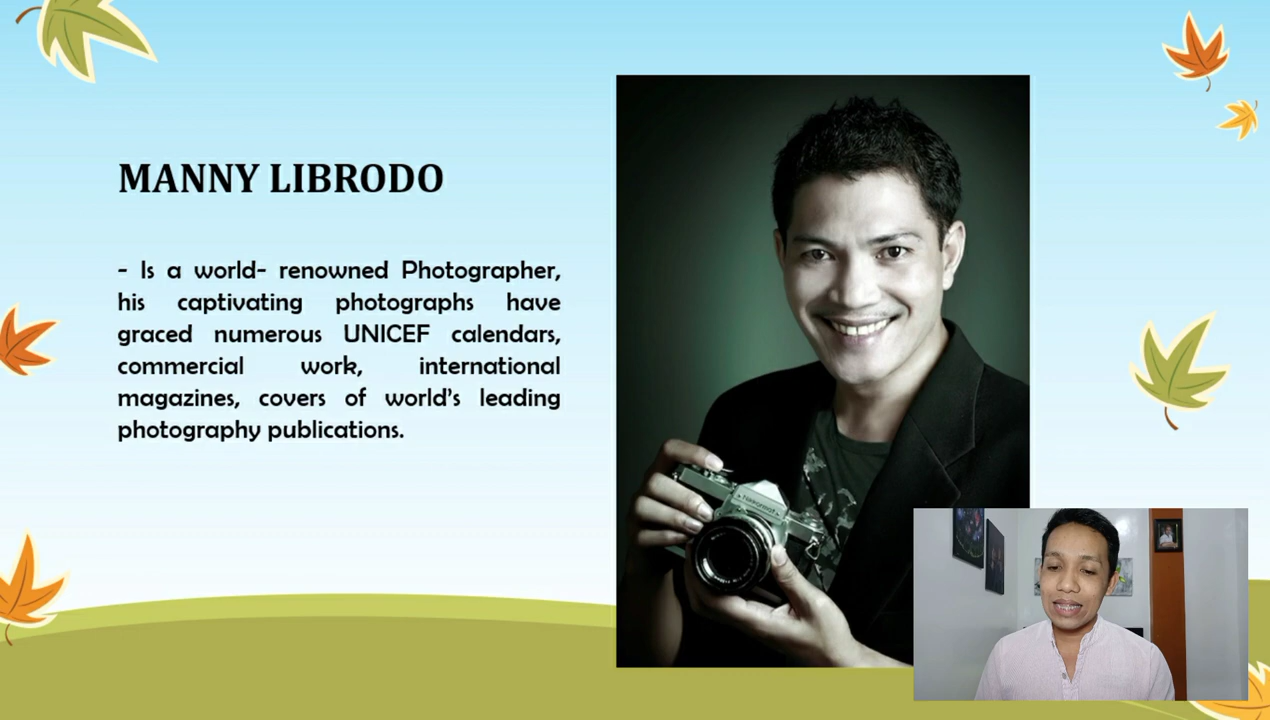 MANNY LIBRODO
- Is a world- renowned Photographer,
his captivating photographs have
graced numerous UNICEF calendars,
commercial work, international
magazines, covers of world's leading
photography publications.
Nikkormat